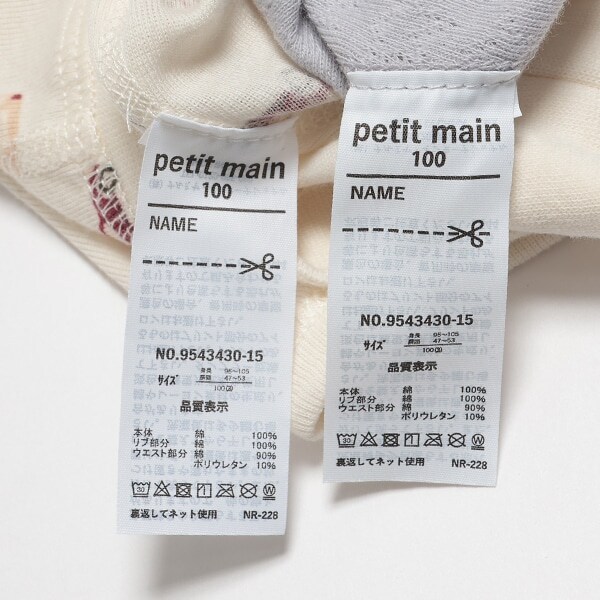 petit main
100
NAME
NO.9543430-15
サイズ
身長 95~105
胴囲 47~53
100(3)
品質表示
本体 綿 100%
リブ部分 綿 100%
ウエスト部分 綿 90%
ポリウレタン 10%
30
裏返してネット使用 NR-228
petit main
100
NAME
NO.9543430-15
サイズ
身長 95~105
胴囲 47~53
100(3)
品質表示
本体 綿 100%
リブ部分 綿 100%
ウエスト部分 綿 90%
ポリウレタン 10%
30
裏返してネット使用 NR-228